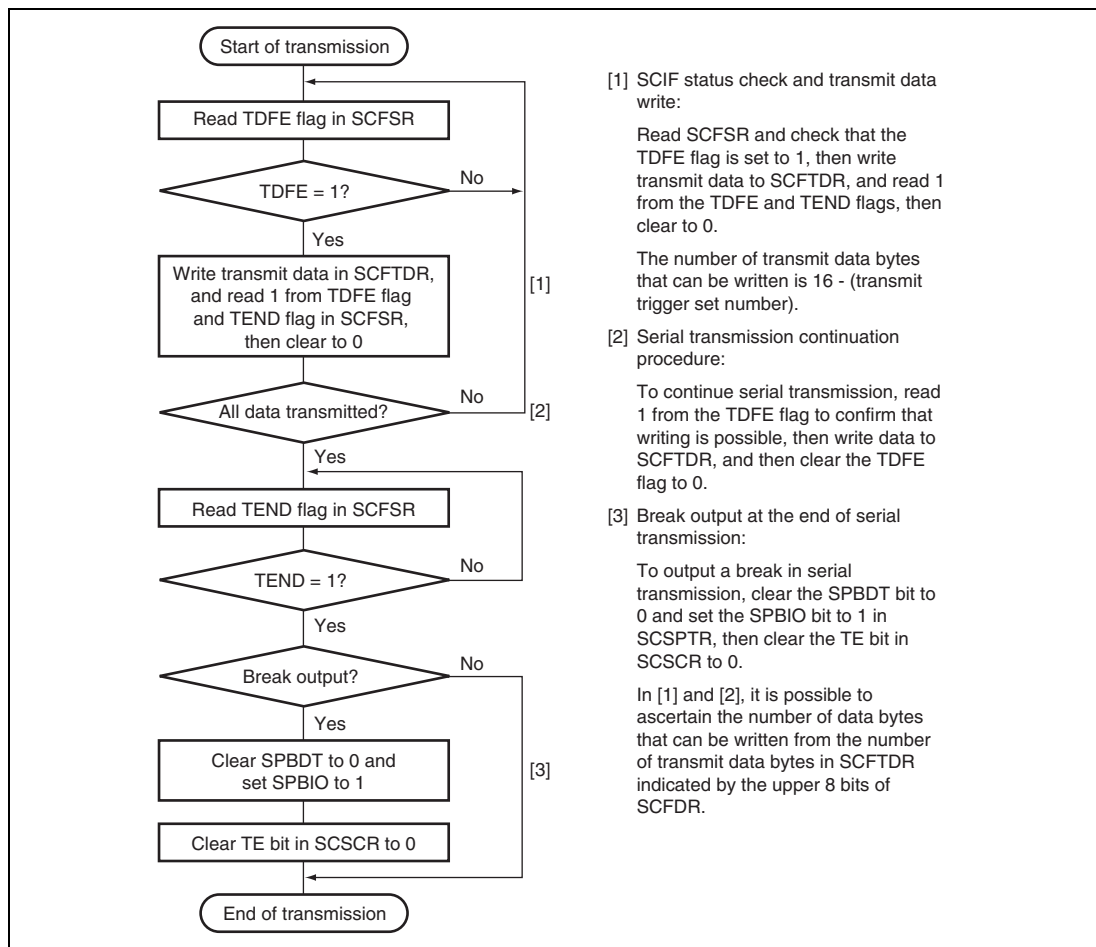 Start of transmission
Read TDFE flag in SCFSR
TDFE = 1?
No
Yes
Write transmit data in SCFTDR,
and read 1 from TDFE flag
and TEND flag in SCFSR,
then clear to 0
[1]
All data transmitted?
No
[2]
Yes
Read TEND flag in SCFSR
TEND = 1?
No
Yes
Break output?
No
Yes
Clear SPBDT to 0 and
set SPBIO to 1
[3]
Clear TE bit in SCSCR to 0
End of transmission
[1] SCIF status check and transmit data
write:
Read SCFSR and check that the
TDFE flag is set to 1, then write
transmit data to SCFTDR, and read 1
from the TDFE and TEND flags, then
clear to 0.
The number of transmit data bytes
that can be written is 16 - (transmit
trigger set number).
[2] Serial transmission continuation
procedure:
To continue serial transmission, read
1 from the TDFE flag to confirm that
writing is possible, then write data to
SCFTDR, and then clear the TDFE
flag to 0.
[3] Break output at the end of serial
transmission:
To output a break in serial
transmission, clear the SPBDT bit to
0 and set the SPBIO bit to 1 in
SCSPTR, then clear the TE bit in
SCSCR to 0.
In [1] and [2], it is possible to
ascertain the number of data bytes
that can be written from the number
of transmit data bytes in SCFTDR
indicated by the upper 8 bits of
SCFDR.